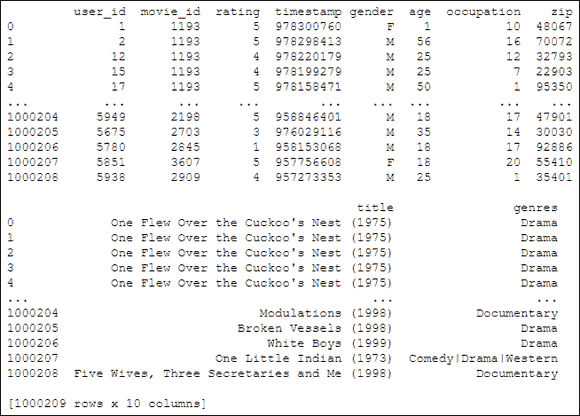 user_id movie_id rating timestamp gender age occupation zip
0 1 1193 5 978300760 F 1 10 48067
1 2 1193 5 978298413 M 56 16 70072
2 12 1193 4 978220179 M 25 12 32793
3 15 1193 4 978199279 M 25 7 22903
4 17 1193 5 978158471 M 50 1 95350
... ... ... ... ... ... ... ... ...
1000204 5949 2198 5 958846401 M 18 17 47901
1000205 5675 2703 3 976029116 M 35 14 30030
1000206 5780 2845 1 958153068 M 18 17 92886
1000207 5851 3607 5 957756608 F 18 20 55410
1000208 5938 2909 4 957273353 M 25 1 35401
title genres
0 One Flew Over the Cuckoo's Nest (1975) Drama
1 One Flew Over the Cuckoo's Nest (1975) Drama
2 One Flew Over the Cuckoo's Nest (1975) Drama
3 One Flew Over the Cuckoo's Nest (1975) Drama
4 One Flew Over the Cuckoo's Nest (1975) Drama
... ... ...
1000204 Modulations (1998) Documentary
1000205 Broken Vessels (1998) Drama
1000206 White Boys (1999) Drama
1000207 One Little Indian (1973) Comedy|Drama|Western
1000208 Five Wives, Three Secretaries and Me (1998) Documentary
[1000209 rows x 10 columns]